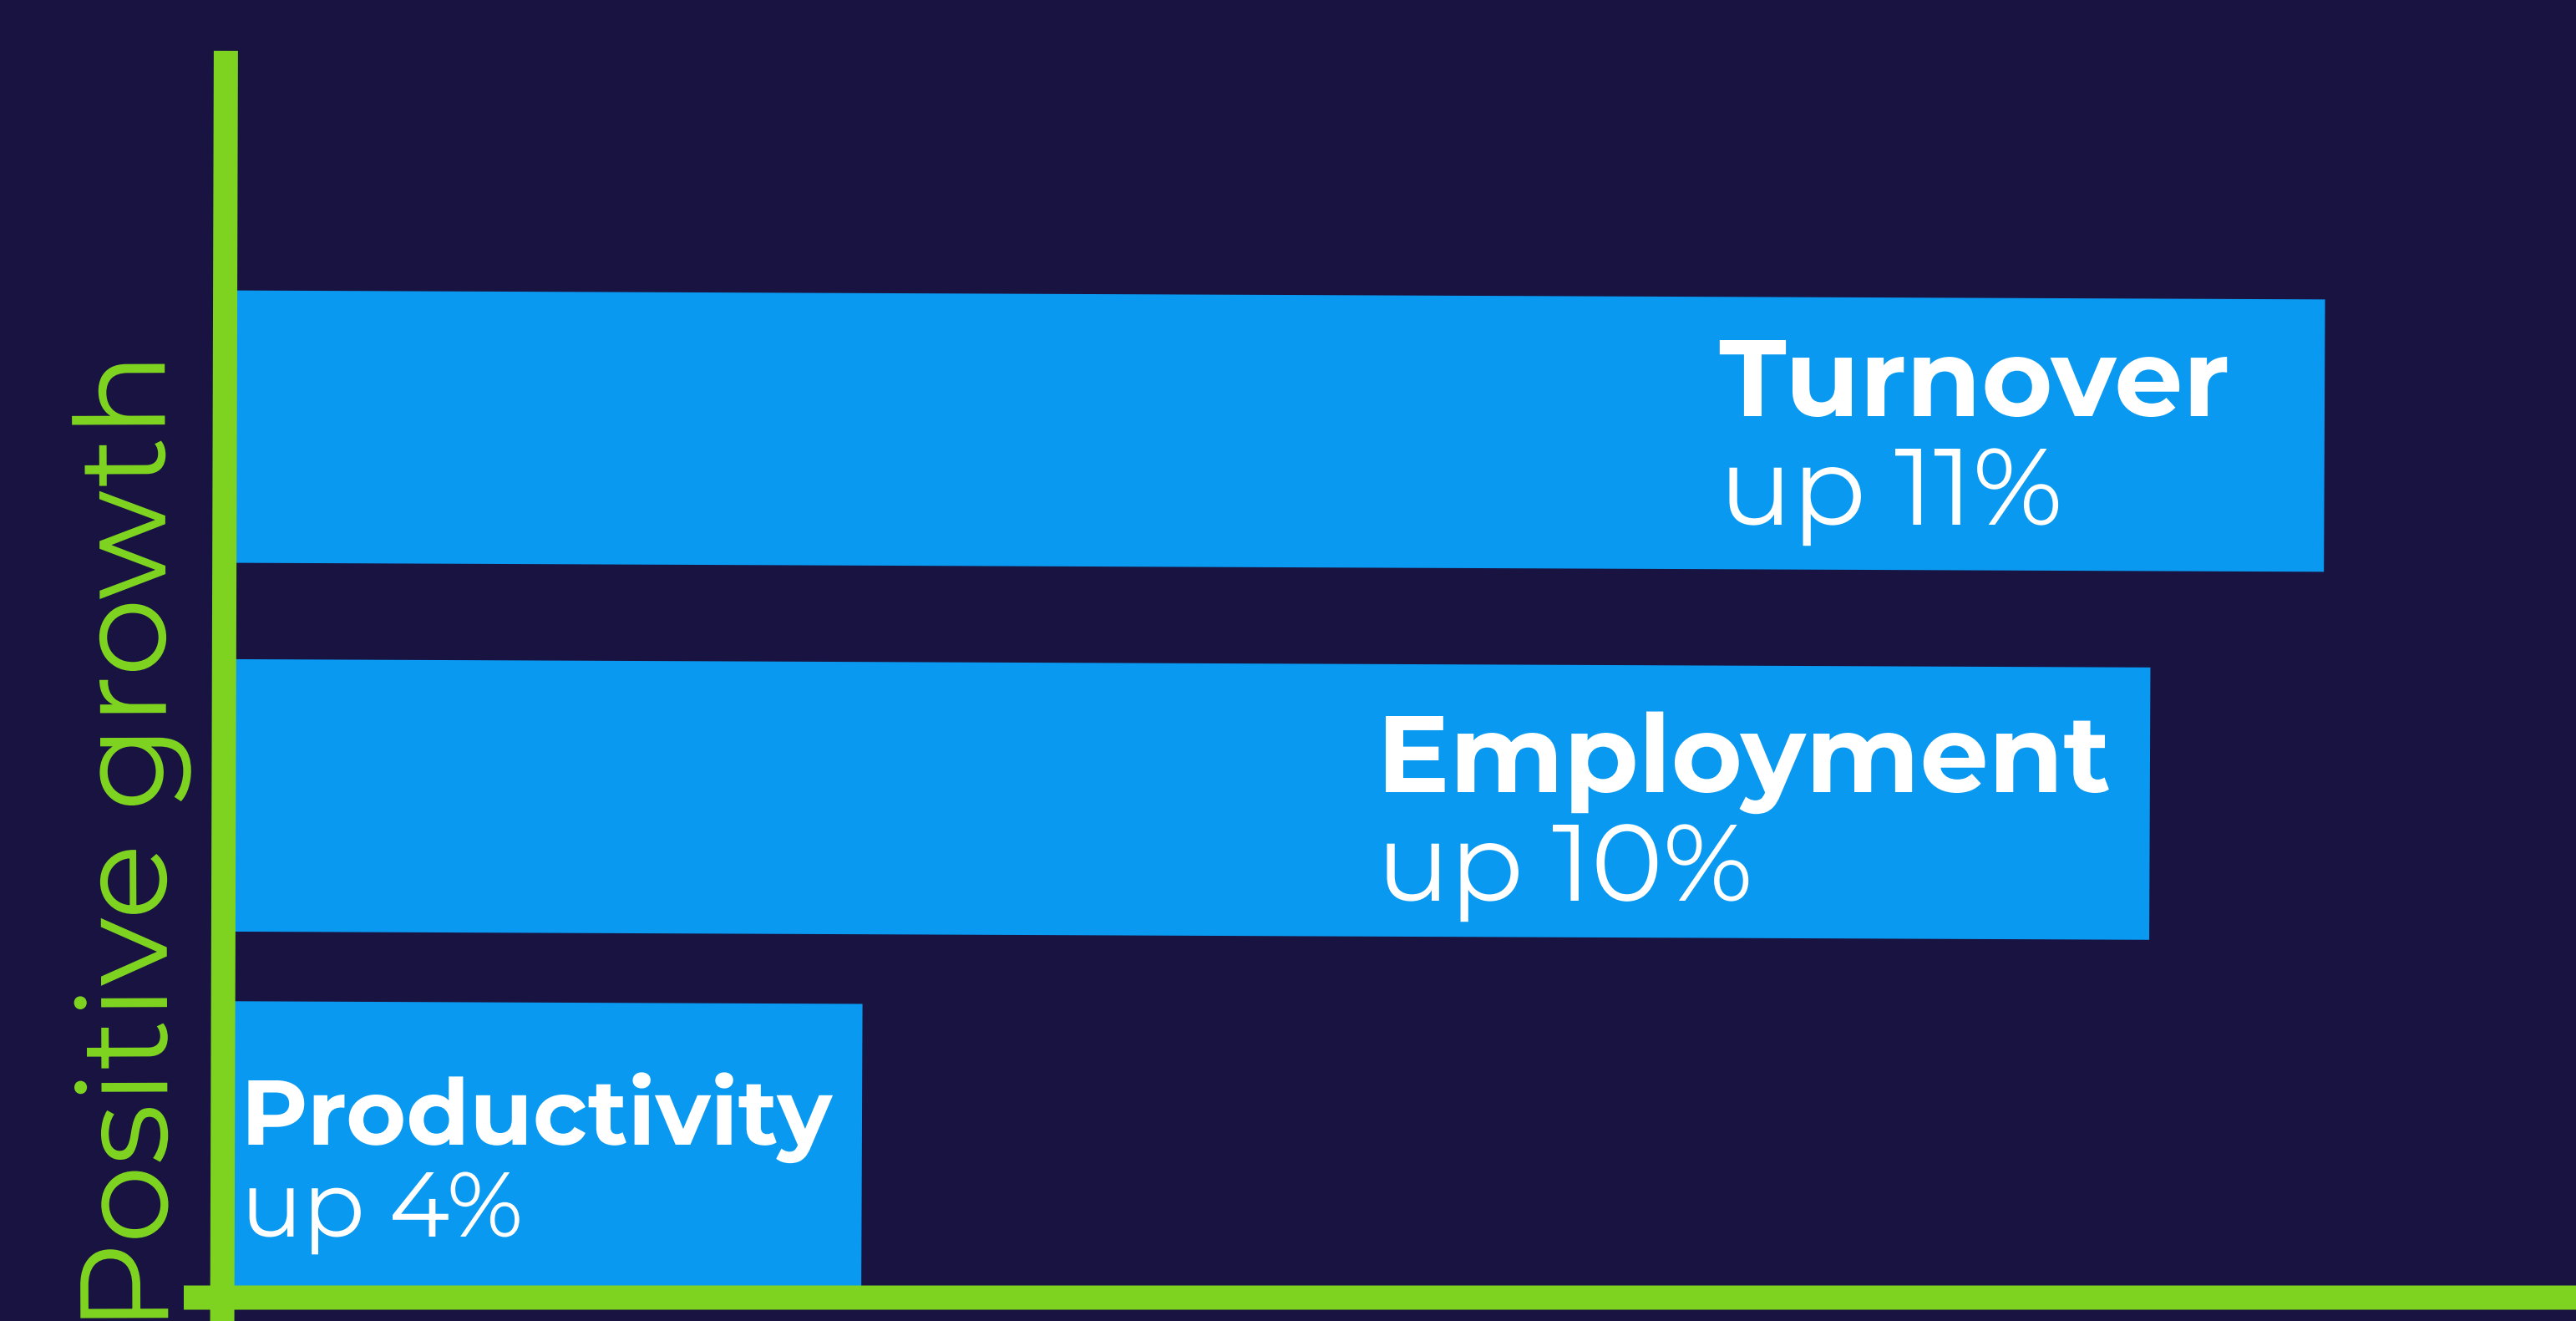 Positive growth
Turnover
up 11%
Employment
up 10%
Productivity
up 4%